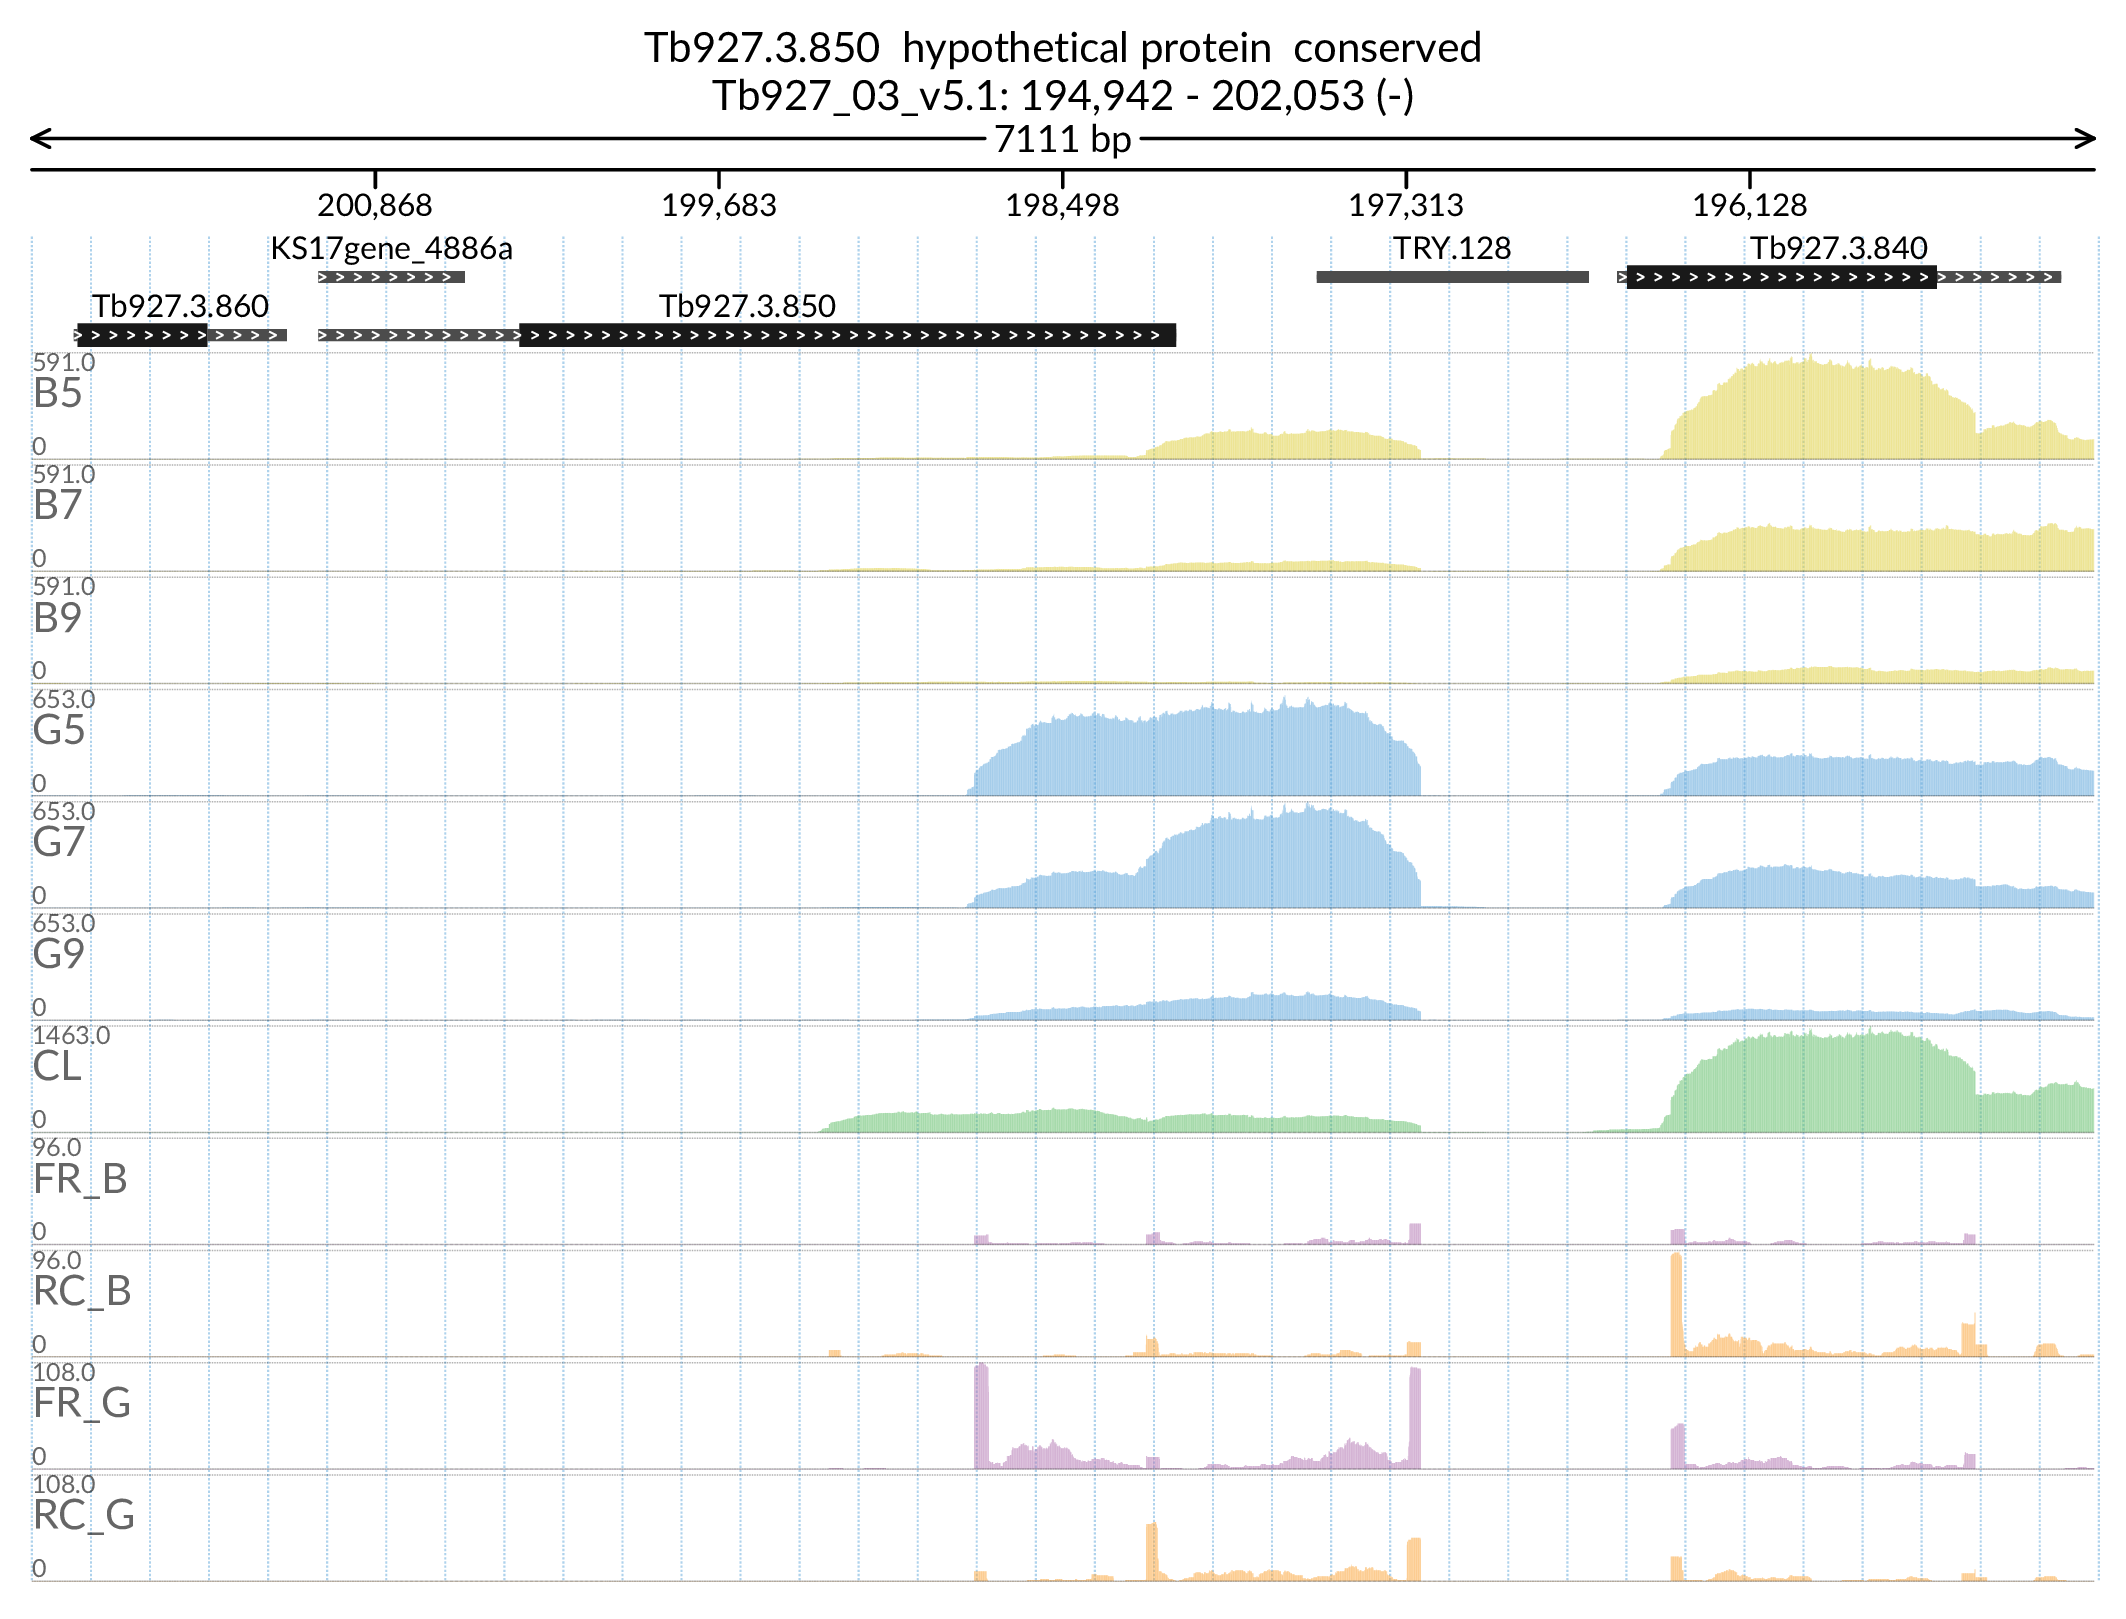 Tb927.3.850  hypothetical protein  conserved
Tb927_03_v5.1: 194,942 - 202,053 (-)
7111 bp
200,868 199,683 198,498 197,313 196,128
KS17gene_4886a TRY.128 Tb927.3.840
Tb927.3.860 Tb927.3.850
591.0
B5
0
591.0
B7
0
591.0
B9
0
653.0
G5
0
653.0
G7
0
653.0
G9
0
1463.0
CL
0
96.0
FR_B
0
96.0
RC_B
0
108.0
FR_G
0
108.0
RC_G
0